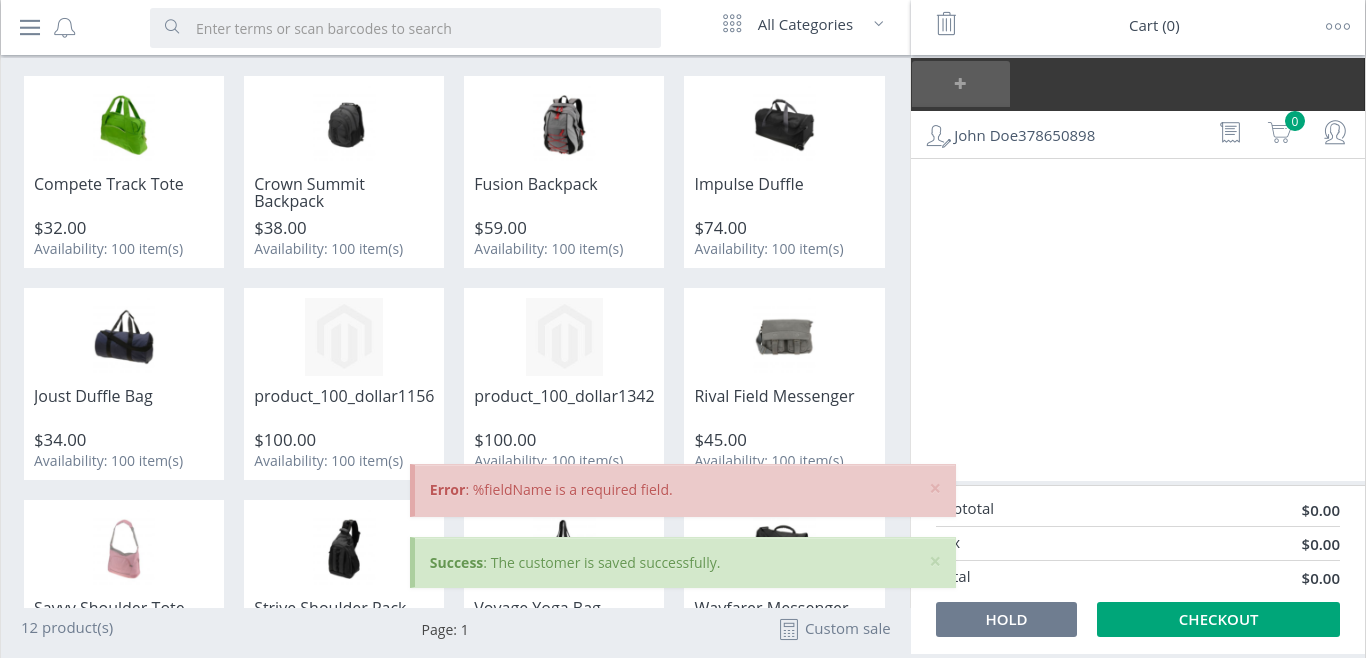 Enter terms or scan barcodes to search
All Categories
Cart (0)
+
John Doe378650898
0
Compete Track Tote
$32.00
Availability: 100 item(s)
Crown Summit
Backpack
$38.00
Availability: 100 item(s)
Fusion Backpack
$59.00
Availability: 100 item(s)
Impulse Duffle
$74.00
Availability: 100 item(s)
Joust Duffle Bag
$34.00
Availability: 100 item(s)
product_100_dollar1156
$100.00
Availability: 100 item(s)
product_100_dollar1342
$100.00
Availability: 100 item(s)
Rival Field Messenger
$45.00
Availability: 100 item(s)
Error: %fieldName is a required field. ×
Success: The customer is saved successfully. ×
Savvy Shoulder Tote
Strive Shoulder Pack
Voyage Yoga Bag
Wayfarer Messenger
btotal $0.00
x $0.00
tal $0.00
HOLD
CHECKOUT
12 product(s)
Page: 1
Custom sale